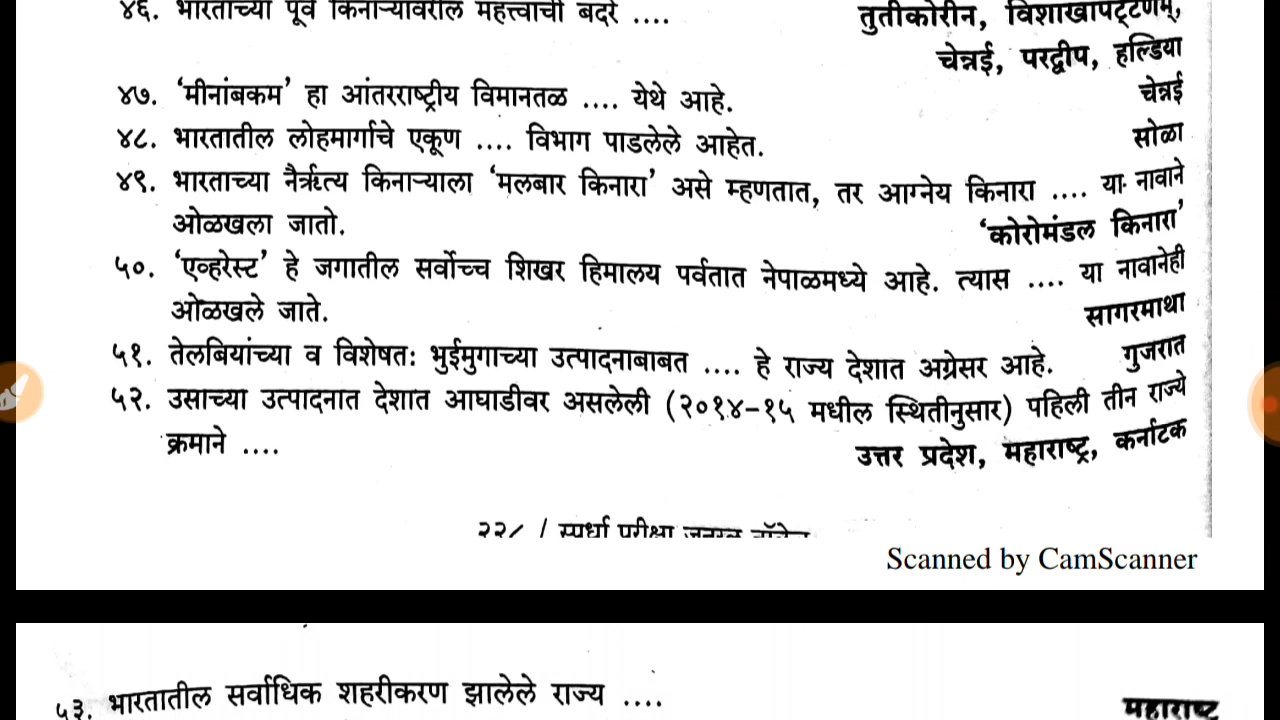 ४६. भारताच्या पूर्व किनाऱ्यावरील महत्त्वाची बंदरे .... तुतीकोरीन, विशाखापट्टणम्,
चेन्नई, परद्वीप, हल्डिया
४७. ‘मीनांबकम’ हा आंतरराष्ट्रीय विमानतळ .... येथे आहे. चेन्नई
४८. भारतातील लोहमार्गाचे एकूण .... विभाग पाडलेले आहेत. सोळा
४९. भारताच्या नैर्ऋत्य किनाऱ्याला ‘मलबार किनारा’ असे म्हणतात, तर आग्नेय किनारा .... या नावाने
ओळखला जातो. ‘कोरोमंडल किनारा’
५०. ‘एव्हरेस्ट’ हे जगातील सर्वोच्च शिखर हिमालय पर्वतात नेपाळमध्ये आहे. त्यास .... या नावानेही
ओळखले जाते. सागरमाथा
५१. तेलबियांच्या व विशेषतः भुईमुगाच्या उत्पादनाबाबत .... हे राज्य देशात अग्रेसर आहे. गुजरात
५२. उसाच्या उत्पादनात देशात आघाडीवर असलेली (२०१४-१५ मधील स्थितीनुसार) पहिली तीन राज्ये
क्रमाने .... उत्तर प्रदेश, महाराष्ट्र, कर्नाटक
/ स्पर्धा परीक्षा जनरल नॉलेज
Scanned by CamScanner
५३. भारतातील सर्वाधिक शहरीकरण झालेले राज्य .... महाराष्ट्र